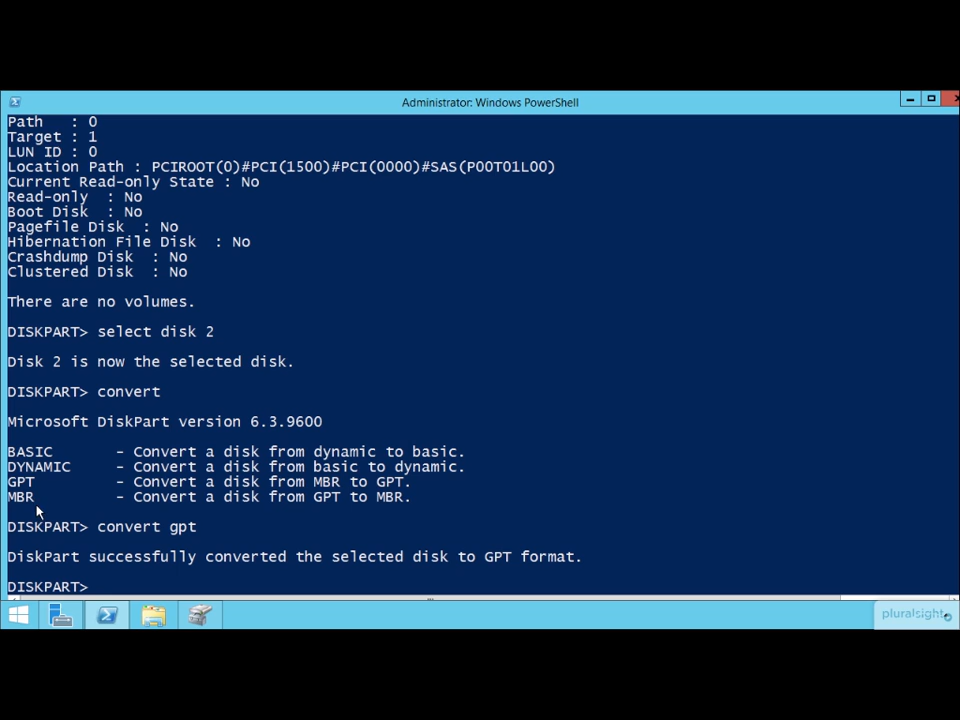 Administrator: Windows PowerShell
Path   : 0
Target : 1
LUN ID : 0
Location Path : PCIROOT(0)#PCI(1500)#PCI(0000)#SAS(P00T01L00)
Current Read-only State : No
Read-only  : No
Boot Disk  : No
Pagefile Disk  : No
Hibernation File Disk  : No
Crashdump Disk  : No
Clustered Disk  : No
There are no volumes.
DISKPART> select disk 2
Disk 2 is now the selected disk.
DISKPART> convert
Microsoft DiskPart version 6.3.9600
BASIC       - Convert a disk from dynamic to basic.
DYNAMIC     - Convert a disk from basic to dynamic.
GPT         - Convert a disk from MBR to GPT.
MBR         - Convert a disk from GPT to MBR.
DISKPART> convert gpt
DiskPart successfully converted the selected disk to GPT format.
DISKPART>
pluralsight